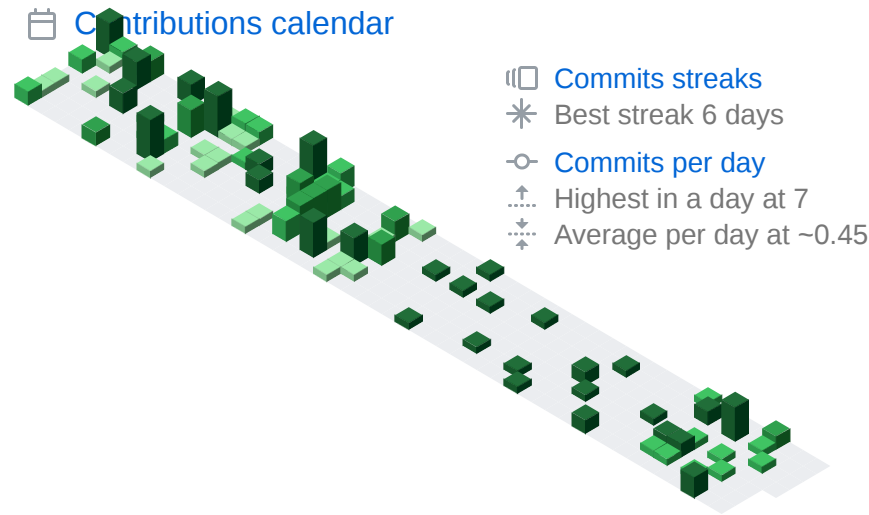 Contributions calendar
Commits streaks
Best streak 6 days
Commits per day
Highest in a day at 7
Average per day at ~0.45